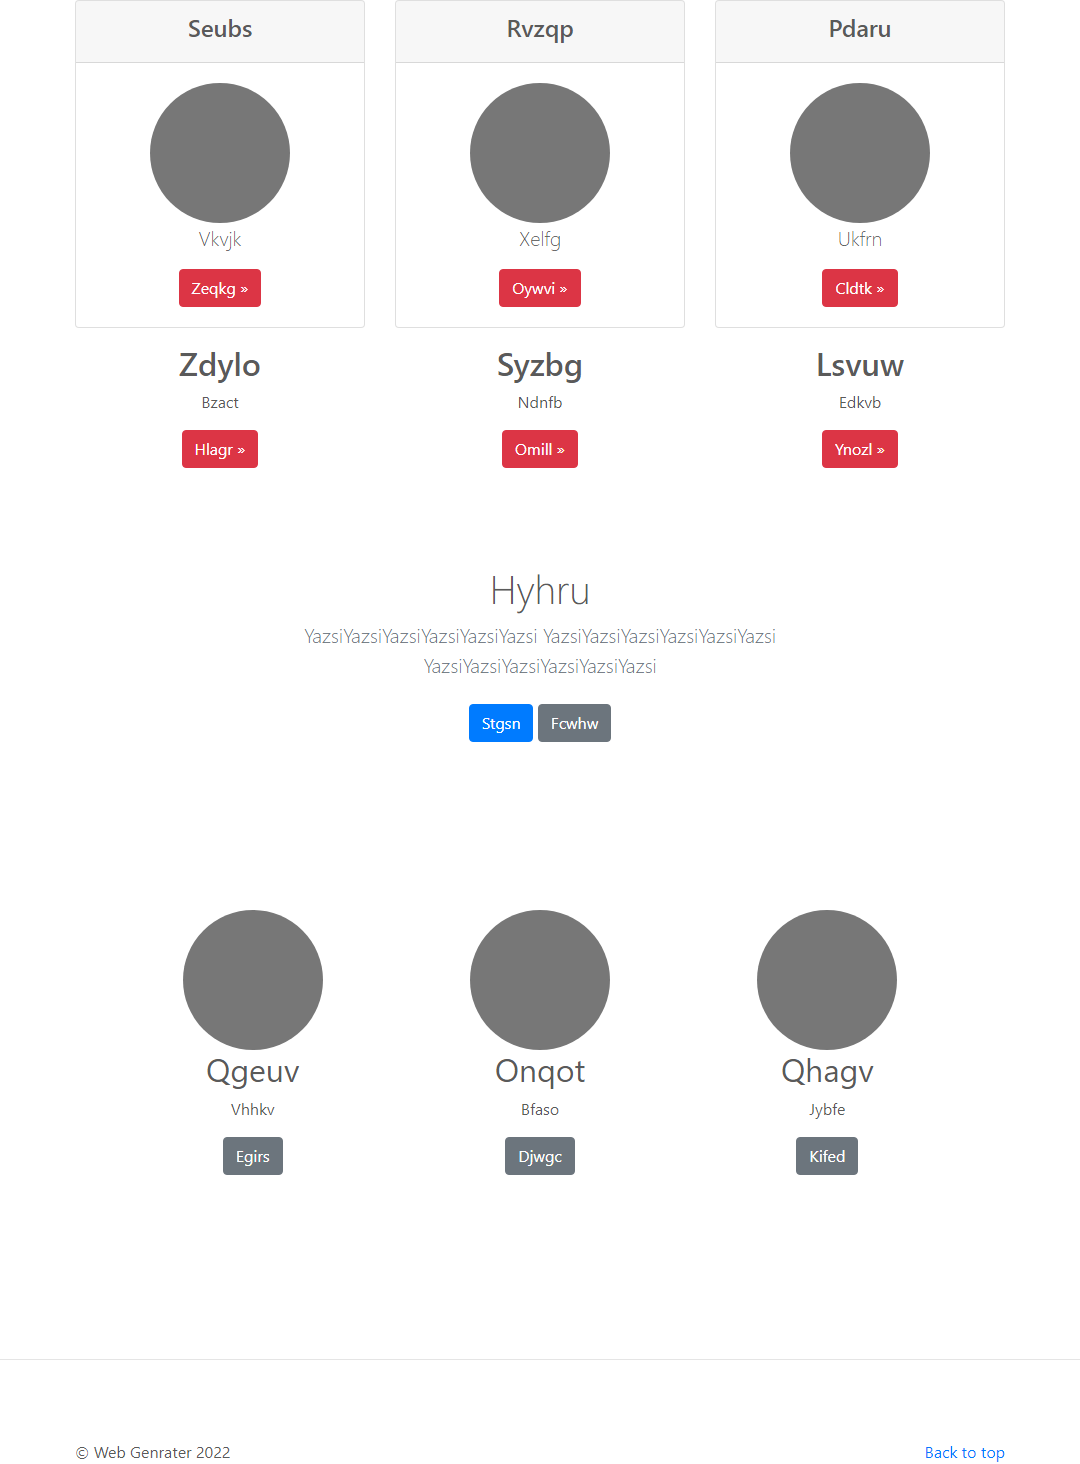 Seubs
Rvzqp
Pdaru
Vkvjk
Xelfg
Ukfrn
Zeqkg »
Oywvi »
Cldtk »
Zdylo
Syzbg
Lsvuw
Bzact
Ndnfb
Edkvb
Hlagr »
Omill »
Ynozl »
Hyhru
YazsiYazsiYazsiYazsiYazsiYazsi YazsiYazsiYazsiYazsiYazsiYazsi
YazsiYazsiYazsiYazsiYazsiYazsi
Stgsn
Fcwhw
Qgeuv
Onqot
Qhagv
Vhhkv
Bfaso
Jybfe
Egirs
Djwgc
Kifed
© Web Genrater 2022
Back to top